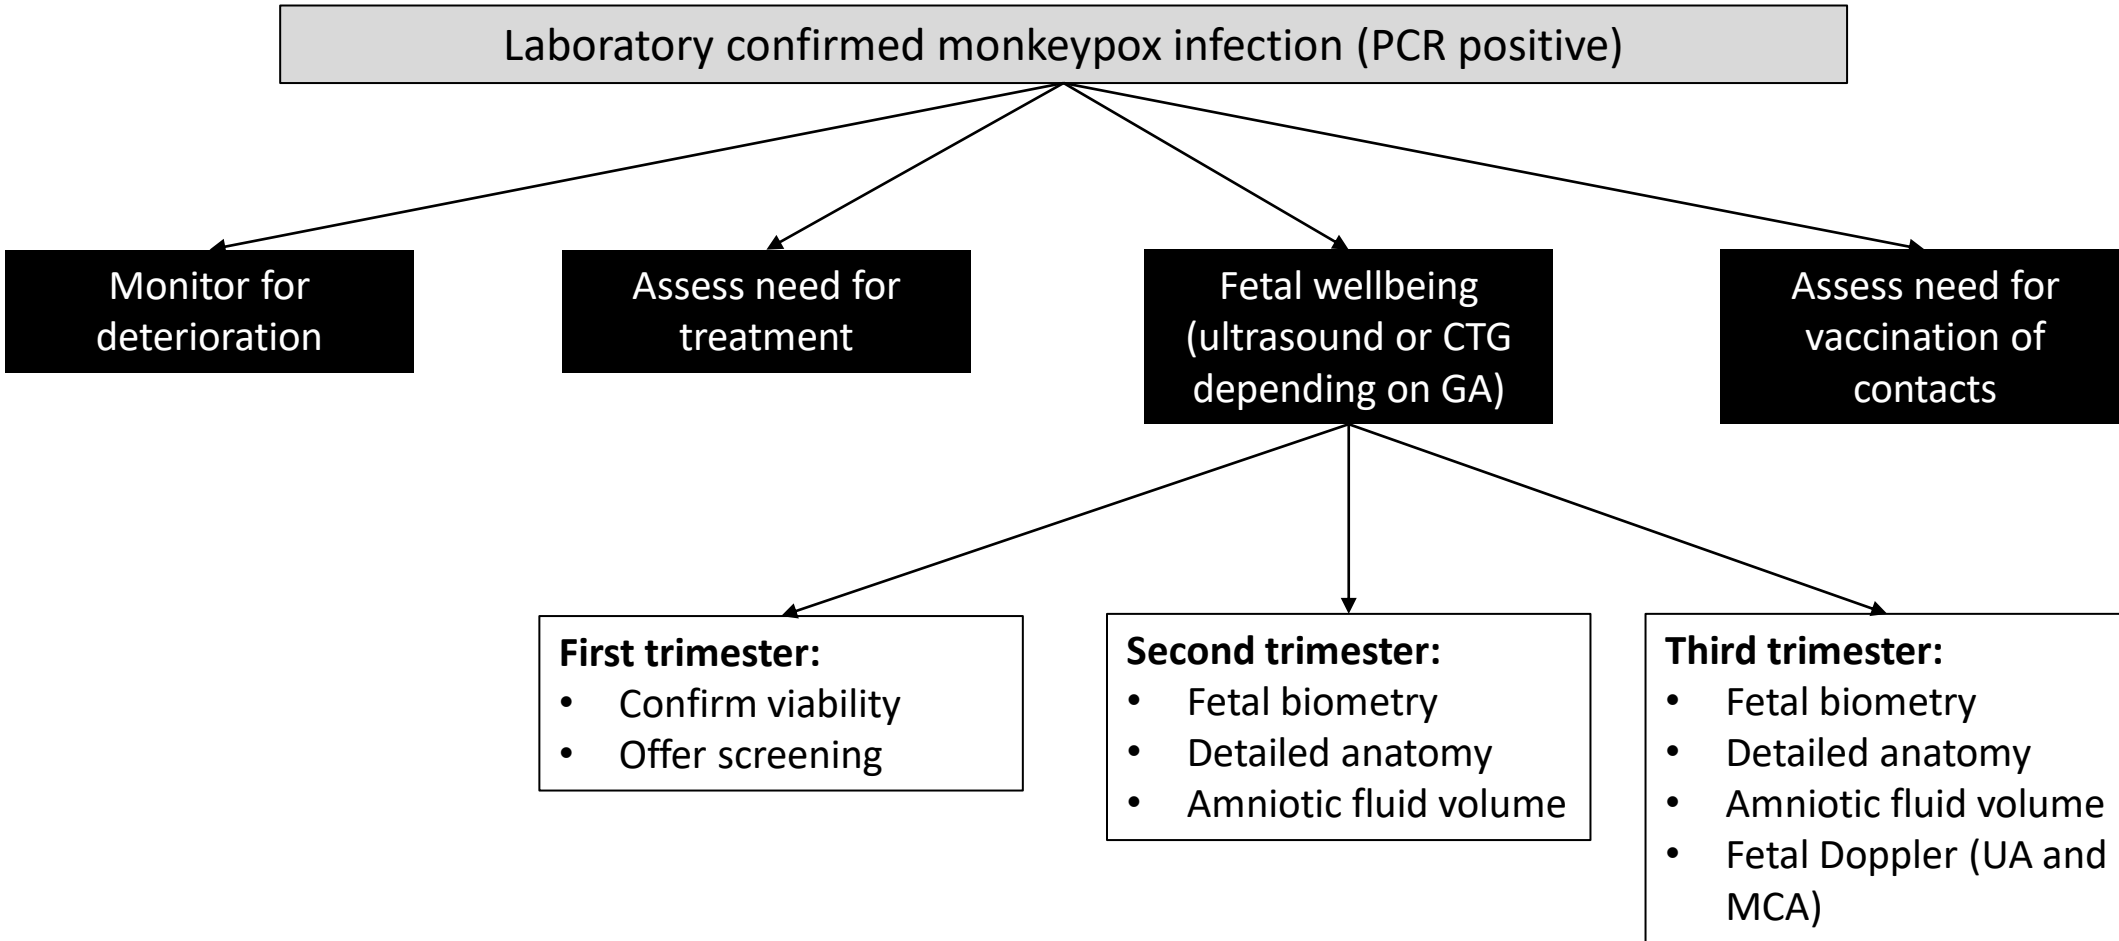 Laboratory confirmed monkeypox infection (PCR positive)
Monitor for
deterioration
Assess need for
treatment
Fetal wellbeing
(ultrasound or CTG
depending on GA)
Assess need for
vaccination of
contacts
First trimester:
• Confirm viability
• Offer screening
Second trimester:
• Fetal biometry
• Detailed anatomy
• Amniotic fluid volume
Third trimester:
• Fetal biometry
• Detailed anatomy
• Amniotic fluid volume
• Fetal Doppler (UA and
MCA)